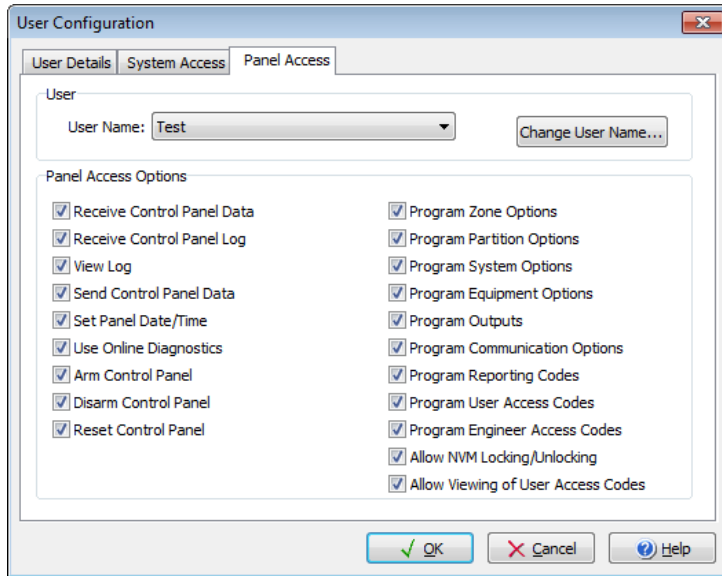 User Configuration
User Details System Access Panel Access
User
User Name: Test Change User Name...
Panel Access Options
Receive Control Panel Data
Receive Control Panel Log
View Log
Send Control Panel Data
Set Panel Date/Time
Use Online Diagnostics
Arm Control Panel
Disarm Control Panel
Reset Control Panel
Program Zone Options
Program Partition Options
Program System Options
Program Equipment Options
Program Outputs
Program Communication Options
Program Reporting Codes
Program User Access Codes
Program Engineer Access Codes
Allow NVM Locking/Unlocking
Allow Viewing of User Access Codes
OK Cancel Help